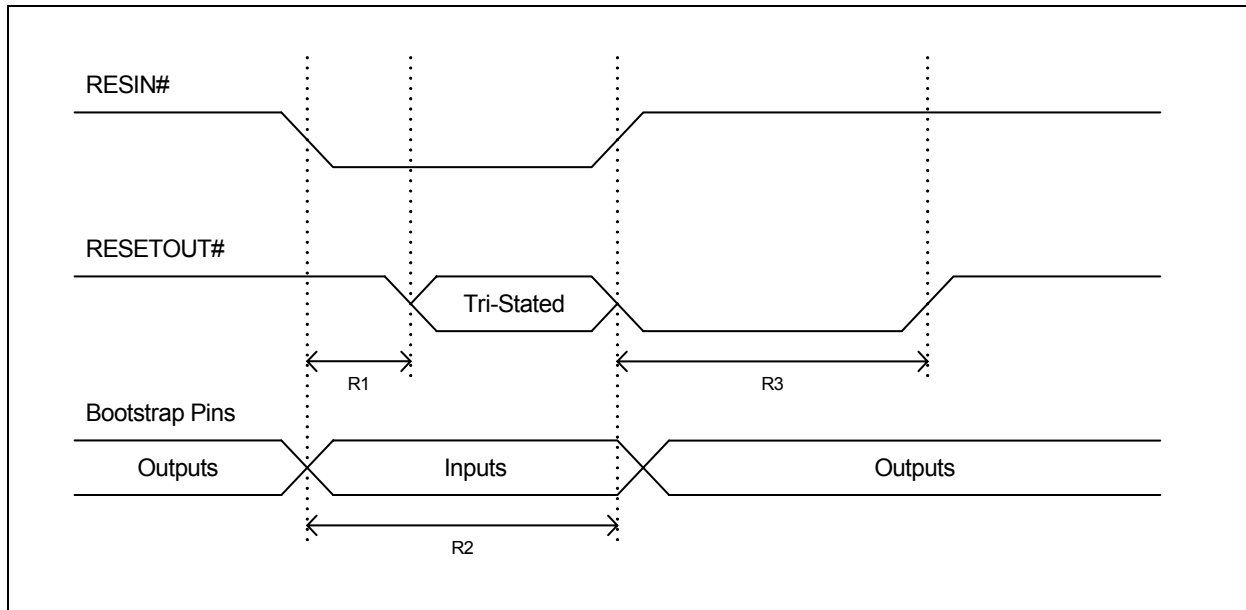 RESIN#
RESETOUT#
Tri-Stated
R1
R3
Bootstrap Pins
Outputs
Inputs
Outputs
R2